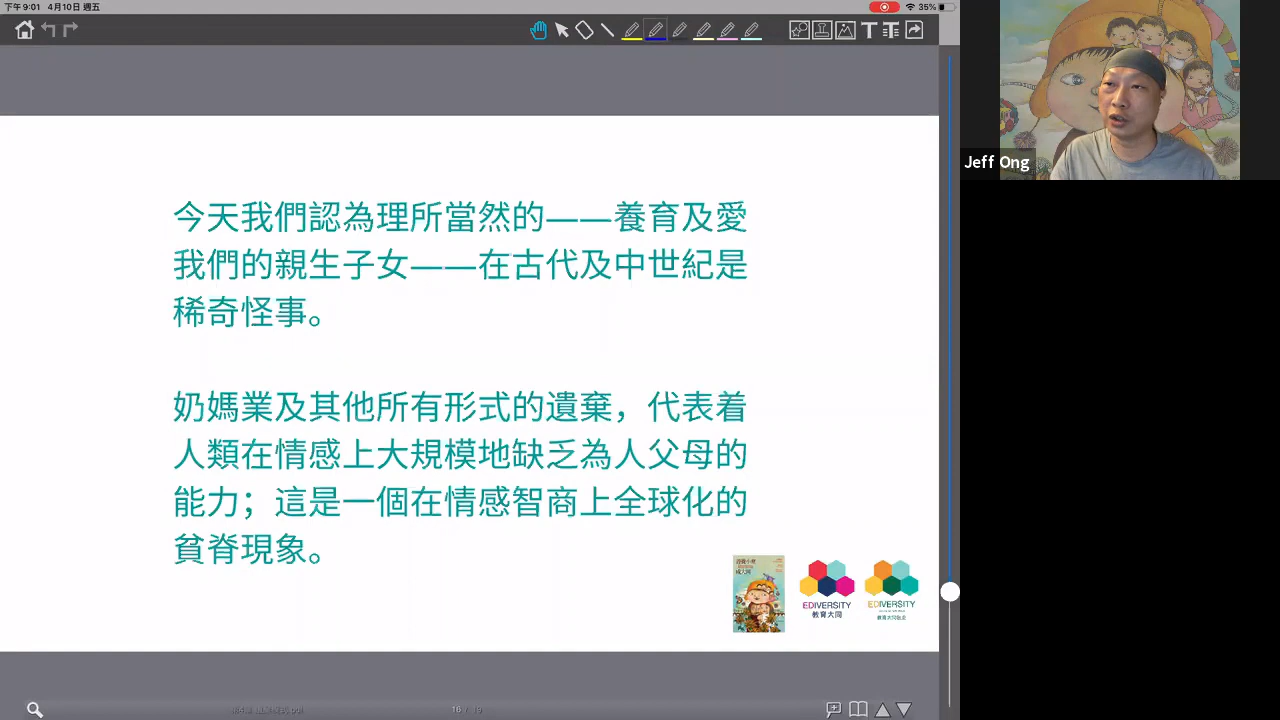 下午9:01 4月10日 週五
35%
Jeff Ong
今天我們認為理所當然的——養育及愛
我們的親生子女——在古代及中世紀是
稀奇怪事。
奶媽業及其他所有形式的遺棄，代表着
人類在情感上大規模地缺乏為人父母的
能力；這是一個在情感智商上全球化的
貧脊現象。
EDIVERSITY
教育大同
EDIVERSITY
16 / 39